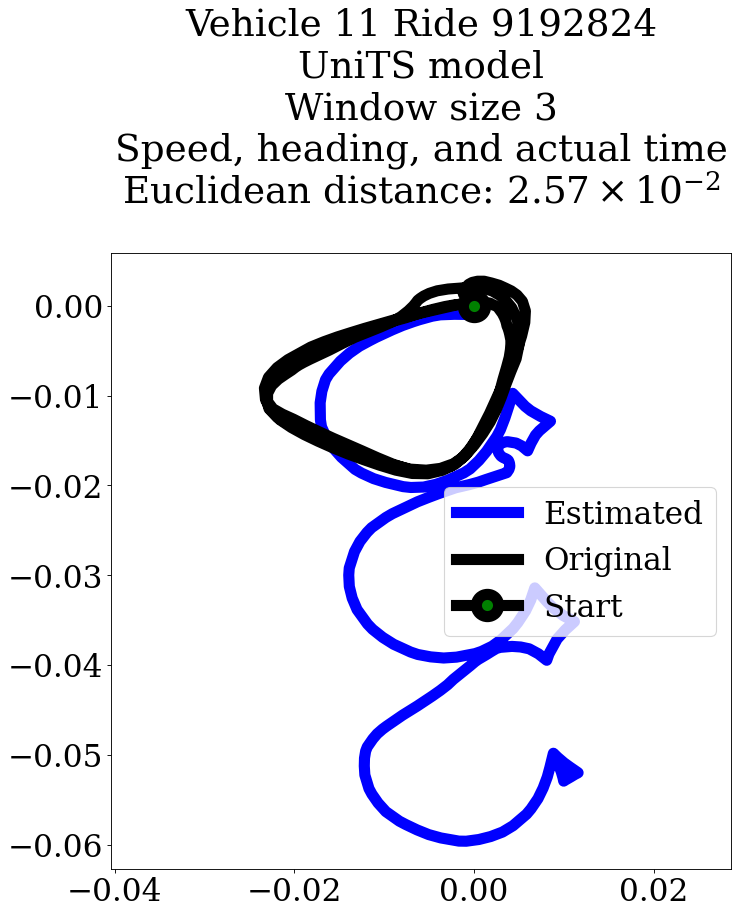 Vehicle 11 Ride 9192824
UniTS model
Window size 3
Speed, heading, and actual time
Euclidean distance: 2.57 × 10⁻²
0.00
−0.01
−0.02
−0.03
−0.04
−0.05
−0.06
Estimated
Original
Start
−0.04
−0.02
0.00
0.02